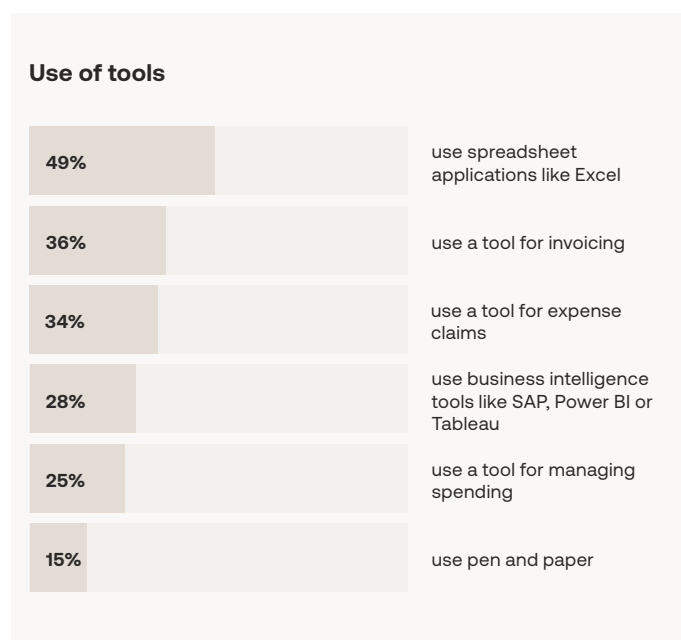 Use of tools
49%
use spreadsheet
applications like Excel
36%
use a tool for invoicing
34%
use a tool for expense
claims
28%
use business intelligence
tools like SAP, Power BI or
Tableau
25%
use a tool for managing
spending
15%
use pen and paper